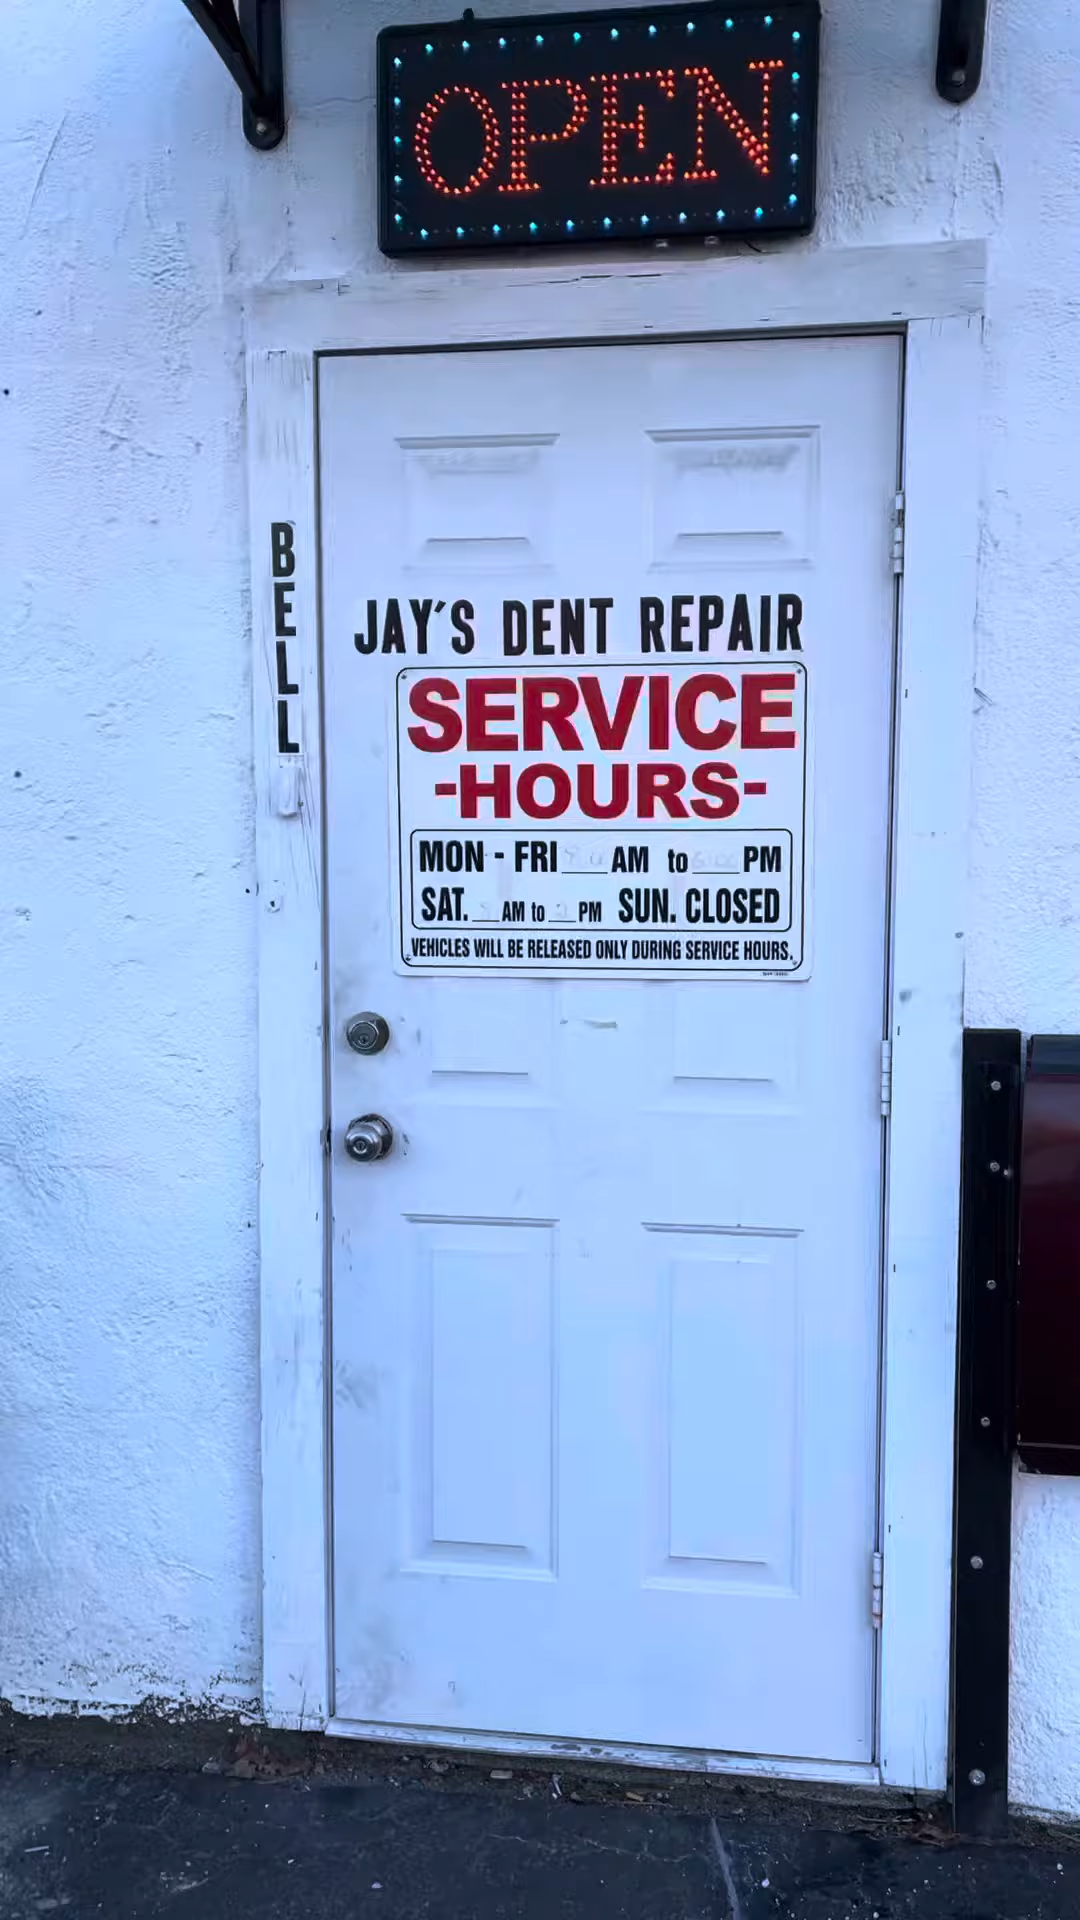 OPEN
BELL
JAY'S DENT REPAIR
SERVICE
-HOURS-
MON - FRI AM to PM
SAT. AM to PM SUN. CLOSED
VEHICLES WILL BE RELEASED ONLY DURING SERVICE HOURS.